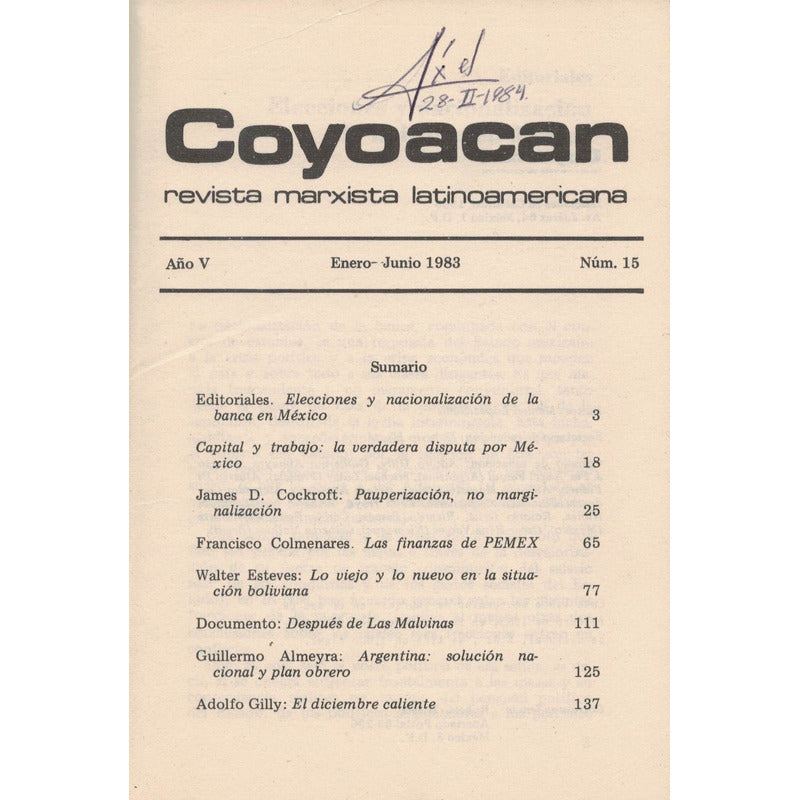 Áxel
28-II-1984.
Coyoacan
revista marxista latinoamericana
Año V Enero- Junio 1983 Núm. 15
Sumario
Editoriales. Elecciones y nacionalización de la
banca en México 3
Capital y trabajo: la verdadera disputa por Mé-
xico 18
James D. Cockroft. Pauperización, no margi-
nalización 25
Francisco Colmenares. Las finanzas de PEMEX 65
Walter Esteves: Lo viejo y lo nuevo en la situa-
ción boliviana 77
Documento: Después de Las Malvinas 111
Guillermo Almeyra: Argentina: solución na-
cional y plan obrero 125
Adolfo Gilly: El diciembre caliente 137